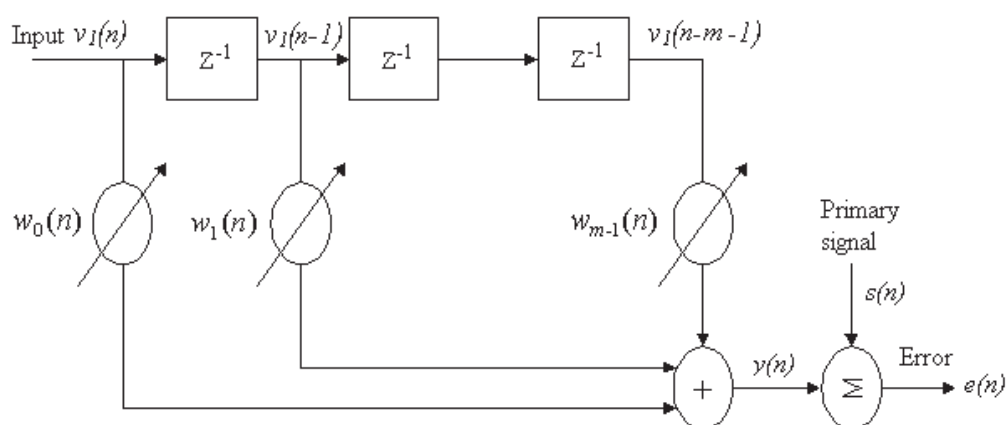 Input v₁(n)
v₁(n-1)
v₁(n-m-1)
Z⁻¹
Z⁻¹
Z⁻¹
w₀(n)
w₁(n)
wₘ₋₁(n)
Primary
signal
s(n)
+
y(n)
Σ
Error
e(n)